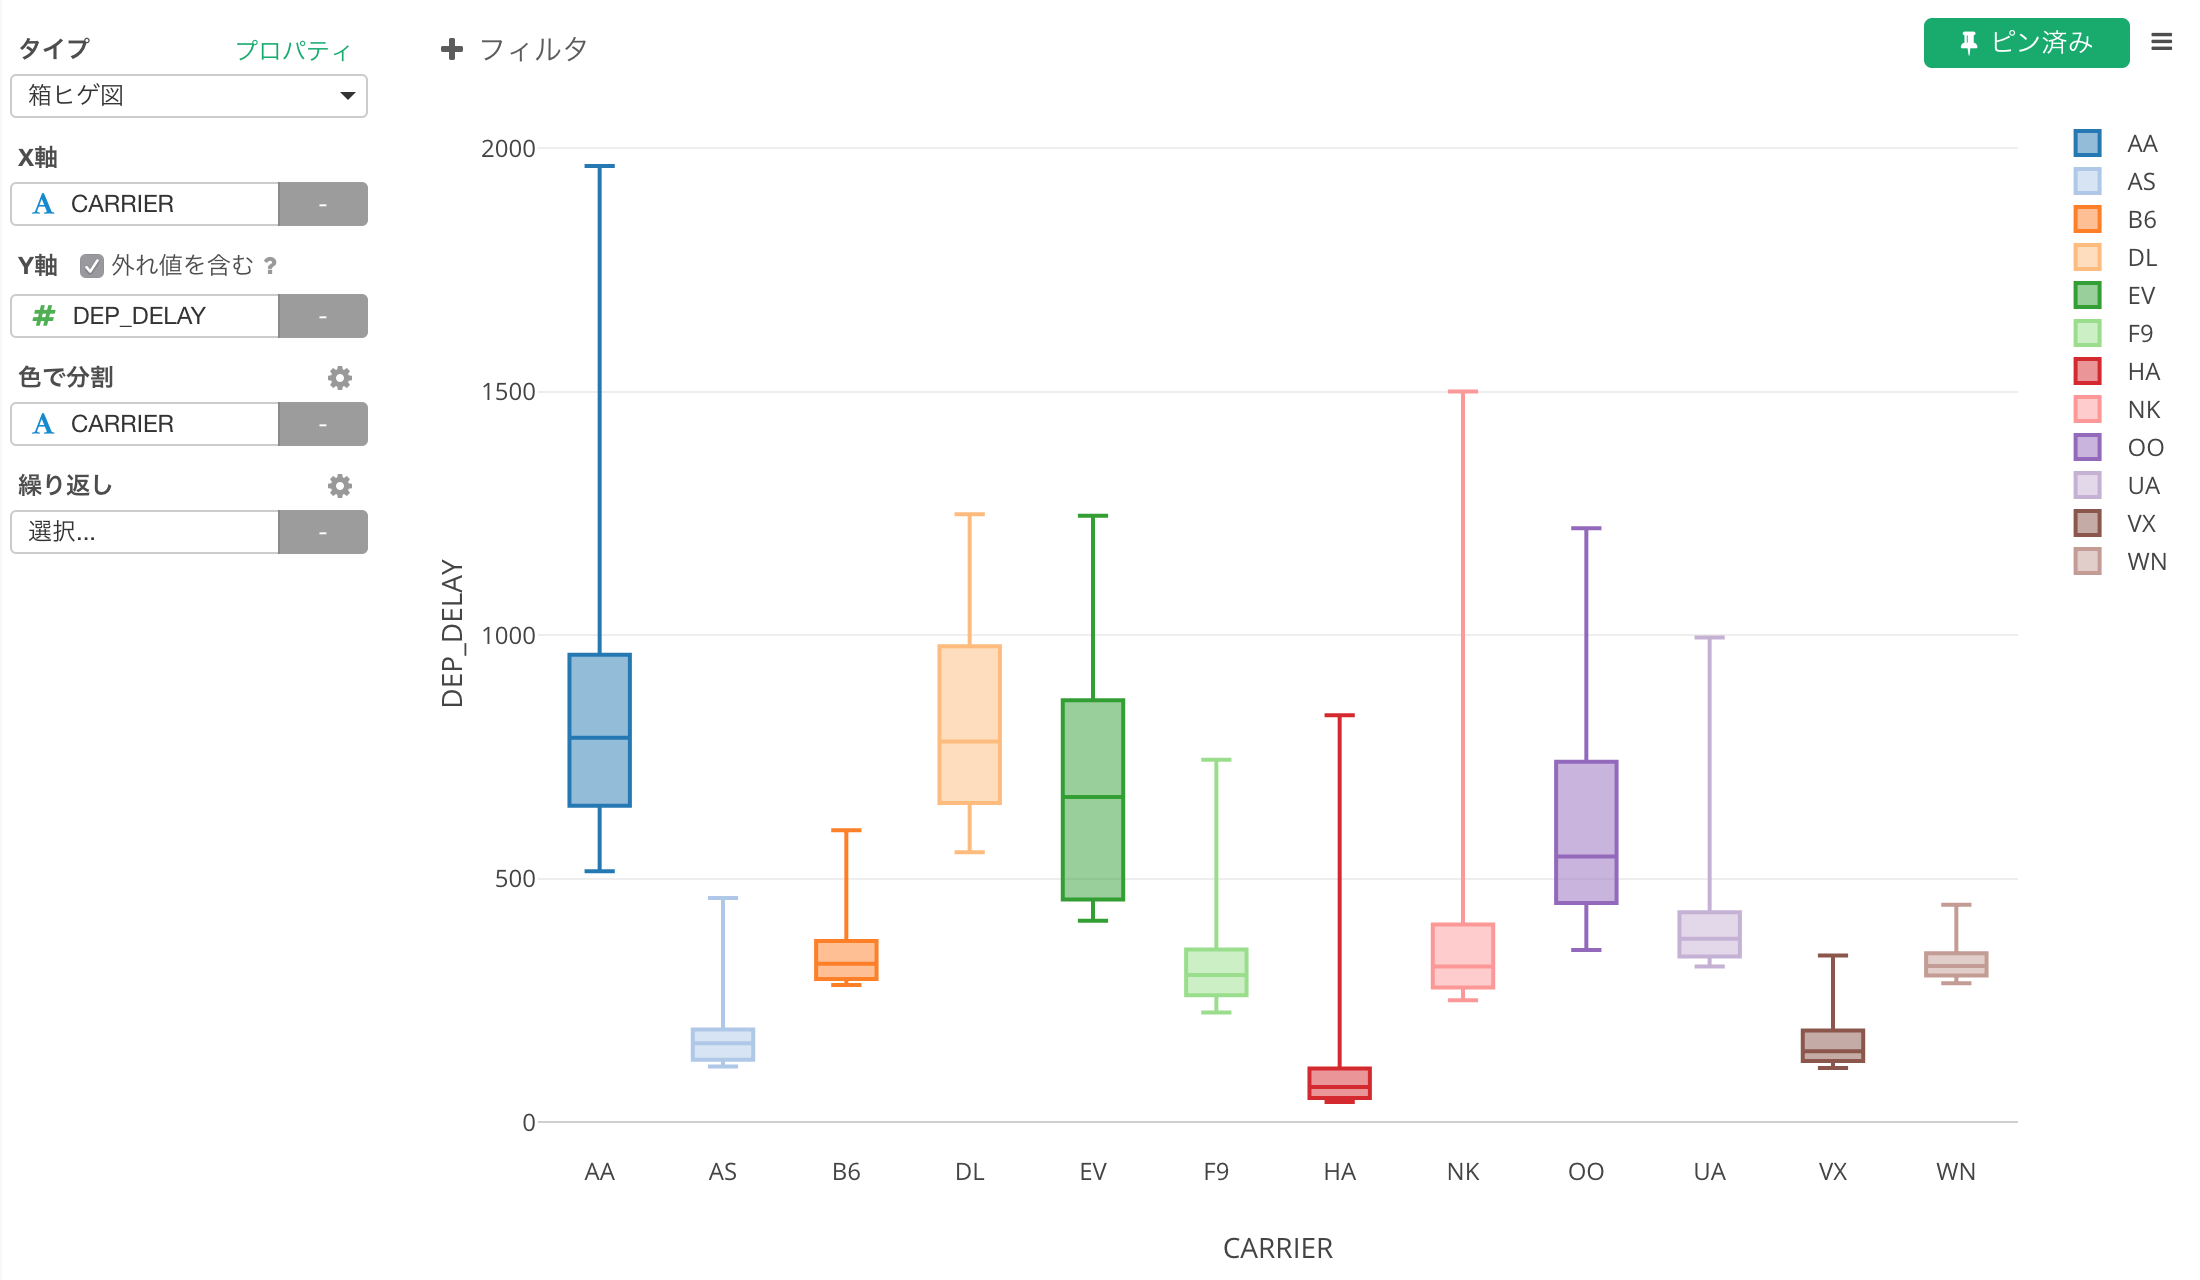 タイプ プロパティ
箱ヒゲ図
X軸
A CARRIER -
Y軸 外れ値を含む ?
# DEP_DELAY -
色で分割
A CARRIER -
繰り返し
選択... -
+ フィルタ
ピン済み
2000
1500
1000
500
0
DEP_DELAY
AA AS B6 DL EV F9 HA NK OO UA VX WN
CARRIER
AA
AS
B6
DL
EV
F9
HA
NK
OO
UA
VX
WN